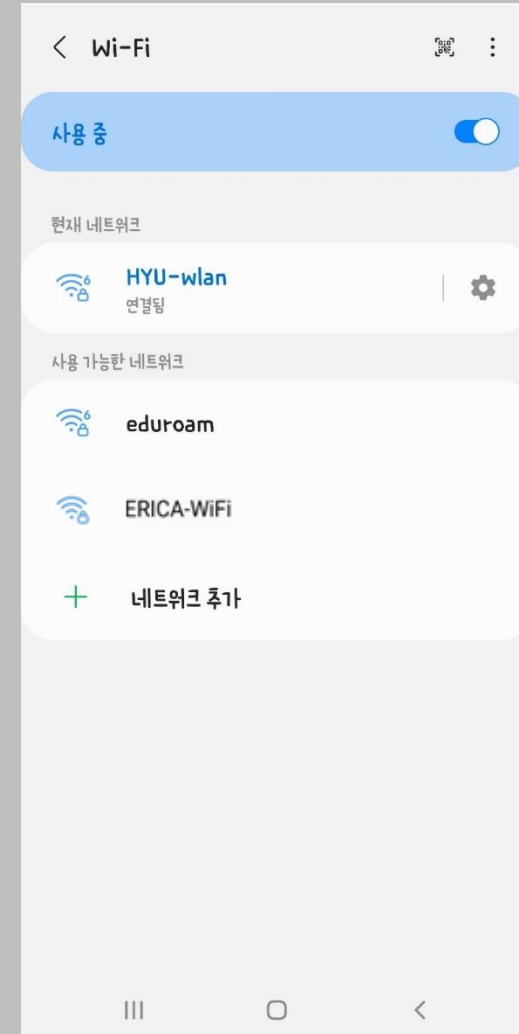 Wi-Fi
사용 중
현재 네트워크
HYU-wlan
연결됨
사용 가능한 네트워크
eduroam
ERICA-WiFi
네트워크 추가